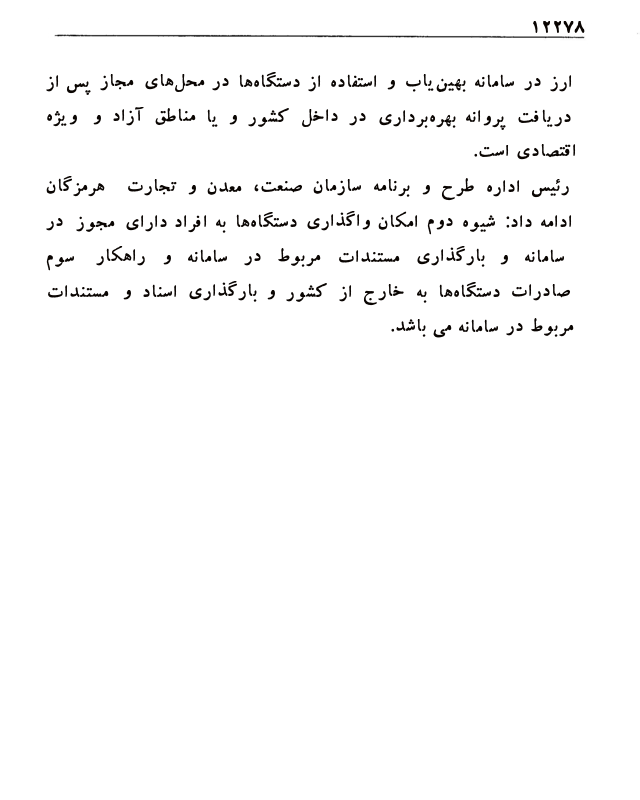 ۱۲۲۷۸
ارز در سامانه بهین‌یاب و استفاده از دستگاه‌ها در محل‌های مجاز پس از
دریافت پروانه بهره‌برداری در داخل کشور و یا مناطق آزاد و ویژه
اقتصادی است.
رئیس اداره طرح و برنامه سازمان صنعت، معدن و تجارت هرمزگان
ادامه داد: شیوه دوم امکان واگذاری دستگاه‌ها به افراد دارای مجوز در
سامانه و بارگذاری مستندات مربوط در سامانه و راهکار سوم
صادرات دستگاه‌ها به خارج از کشور و بارگذاری اسناد و مستندات
مربوط در سامانه می باشد.